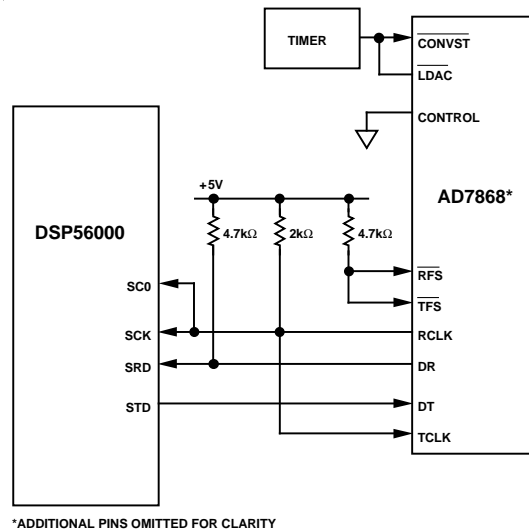 TIMER
CONVST
LDAC
CONTROL
+5V
AD7868*
DSP56000
4.7kΩ
2kΩ
4.7kΩ
RFS
SC0
TFS
SCK
RCLK
SRD
DR
STD
DT
TCLK
*ADDITIONAL PINS OMITTED FOR CLARITY